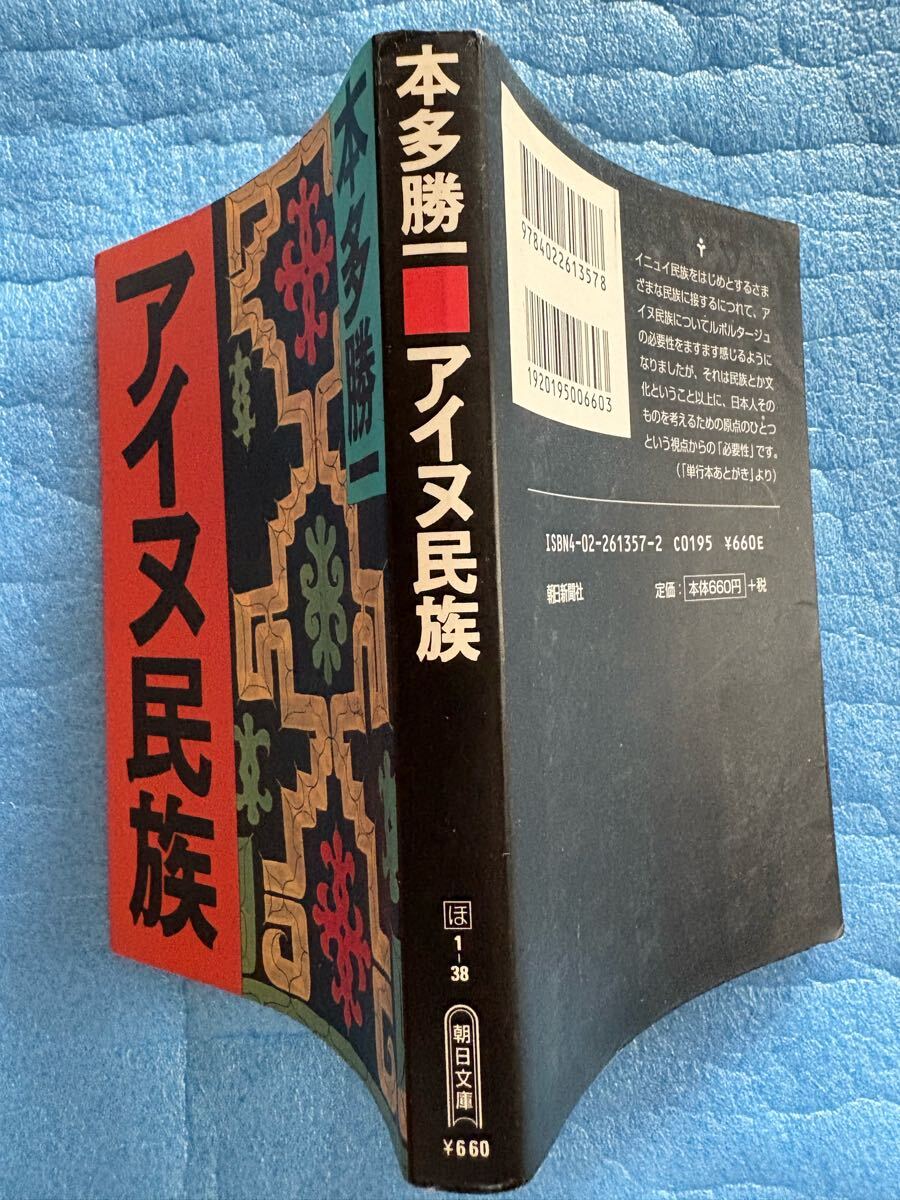 アイヌ民族
本多勝一
本多勝一
アイヌ民族
ほ
1-38
朝日文庫
¥660
9784022613578
1920195006603
イニュイ民族をはじめとするさま
ざまな民族に接するにつれて、ア
イヌ民族についてルポルタージュ
の必要性をますます感じるように
なりましたが、それは民族とか文
化ということ以上に、日本人その
ものを考えるための原点のひとつ
という視点からの「必要性」です。
(「単行本あとがき」より)
ISBN4-02-261357-2 C0195 ¥660E
朝日新聞社
定価:本体660円+税